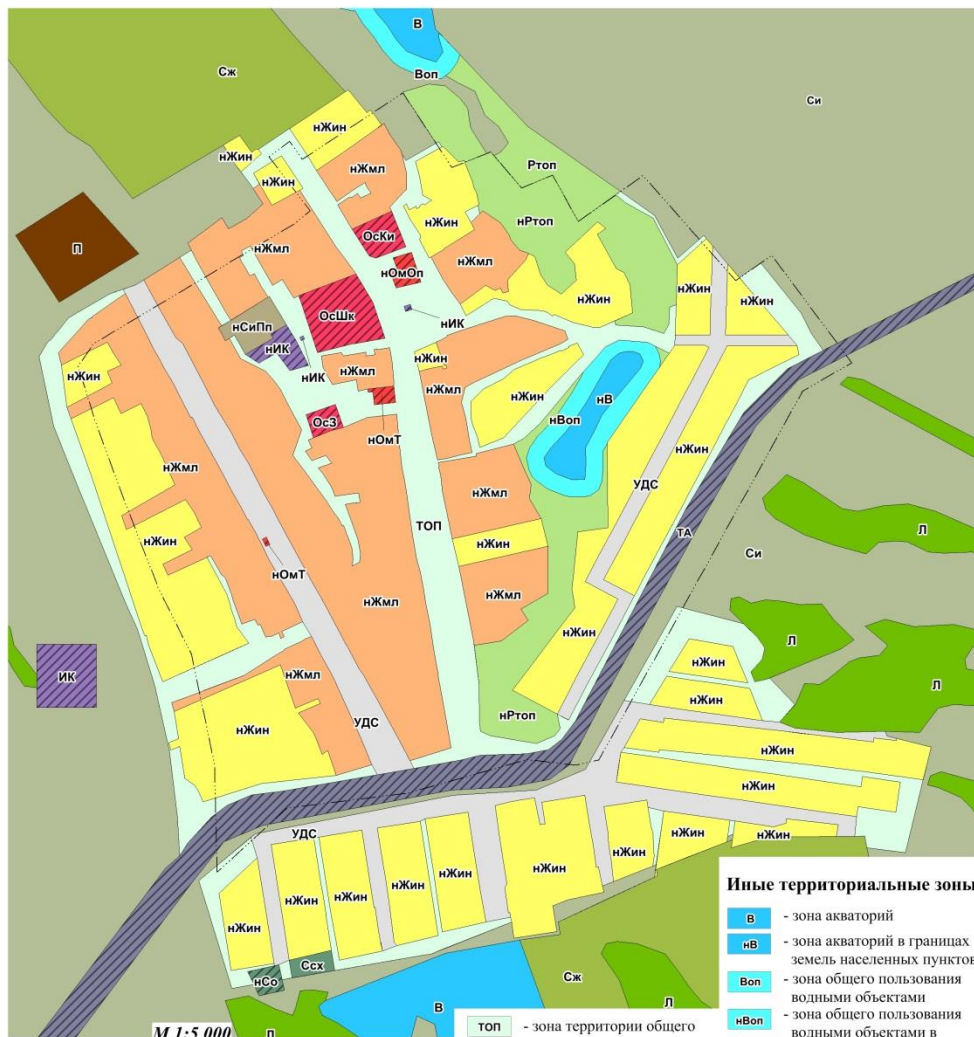 В
Сж
Воп
Си
нЖин
нЖин
нЖмл
Ртоп
нЖин
нРтоп
нЖин
ОсКи
нЖмл
П
нОмОп
нЖмл
нЖин
нЖин
нЖин
ОсШк
нИК
нСиПп
нИК
нИК
нЖмл
нЖин
нЖмл
нЖин
нЖин
нВ
нВоп
ОсЗ
нОмТ
нЖин
нЖмл
нЖмл
УДС
ТОП
Л
ТА
нЖин
нЖин
Си
нОмТ
нЖмл
нЖмл
нЖин
Л
ИК
нЖмл
нЖин
Л
нЖин
УДС
нРтоп
нЖин
нЖин
нЖин
УДС
нЖин
нЖин
нЖин
нЖин
нЖин
нЖин
нЖин
нЖин
нЖин
Иные территориальные зоны
В - зона акваторий
нВ - зона акваторий в границах
земель населенных пунктов
Воп - зона общего пользования
водными объектами
нВоп - зона общего пользования
водными объектами в
Ссх
нСо
Сж
В
Л
Л
М 1:5 000
ТОП - зона территории общего